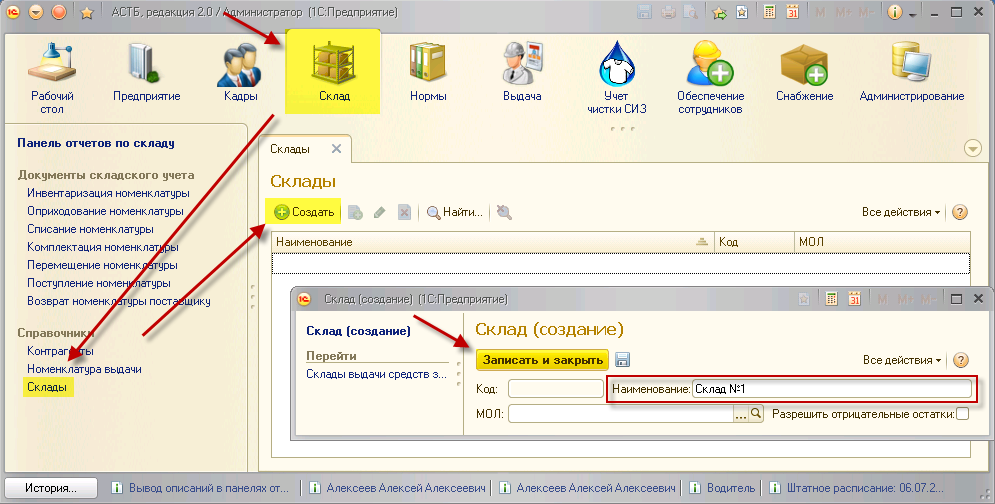 АСТБ, редакция 2.0 / Администратор (1С:Предприятие)
M M+ M-
Рабочий стол
Предприятие
Кадры
Склад
Нормы
Выдача
Учет чистки СИЗ
Обеспечение сотрудников
Снабжение
Администрирование
Панель отчетов по складу
Документы складского учета
Инвентаризация номенклатуры
Оприходование номенклатуры
Списание номенклатуры
Комплектация номенклатуры
Перемещение номенклатуры
Поступление номенклатуры
Возврат номенклатуры поставщику
Справочники
Контрагенты
Номенклатура выдачи
Склады
Склады
Склады
Создать Найти... Все действия
Наименование Код МОЛ
Склад (создание) (1С:Предприятие)
M M+ M-
Склад (создание)
Перейти
Склады выдачи средств з...
Склад (создание)
Записать и закрыть Все действия
Код: Наименование: Склад №1
МОЛ: ... Разрешить отрицательные остатки:
История... Вывод описаний в панелях от... Алексеев Алексей Алексеевич Алексеев Алексей Алексеевич Водитель Штатное расписание: 06.07.2...